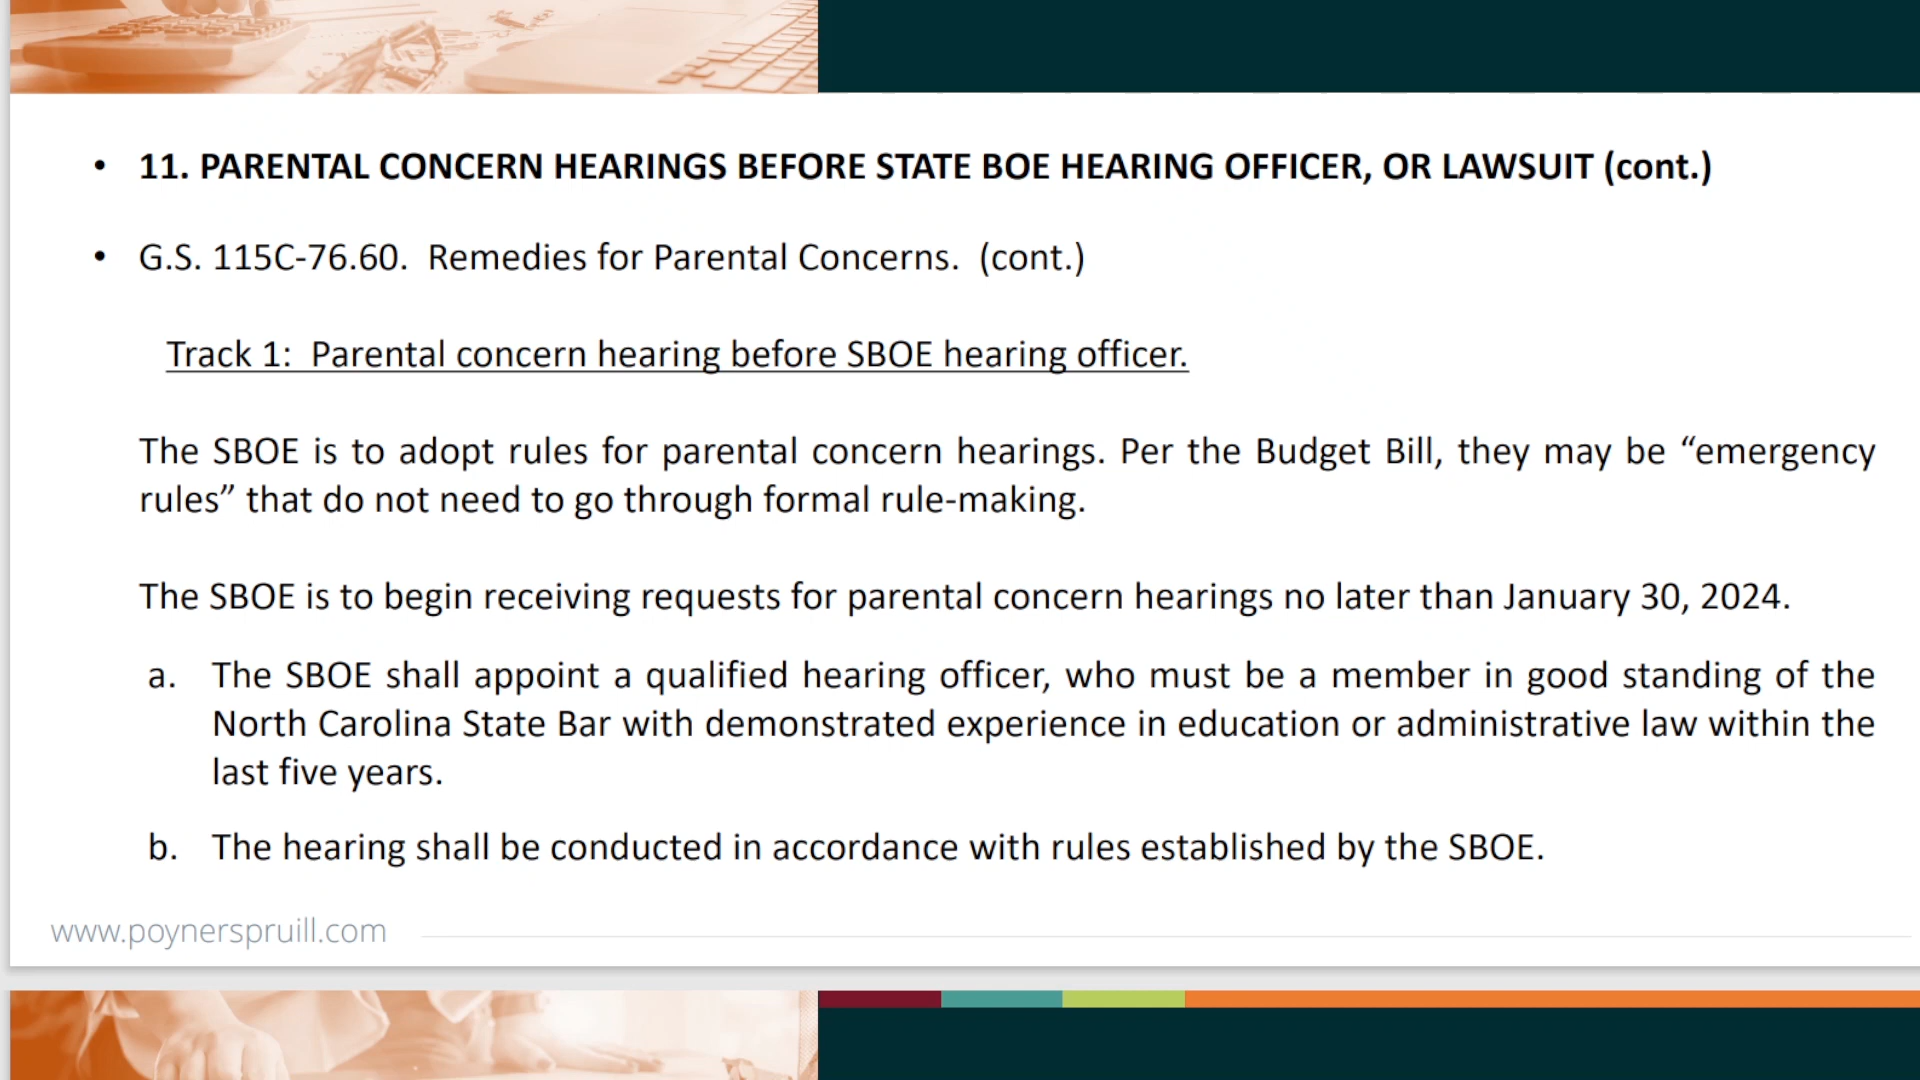 • 11. PARENTAL CONCERN HEARINGS BEFORE STATE BOE HEARING OFFICER, OR LAWSUIT (cont.)
• G.S. 115C-76.60.  Remedies for Parental Concerns.  (cont.)
Track 1:  Parental concern hearing before SBOE hearing officer.
The SBOE is to adopt rules for parental concern hearings. Per the Budget Bill, they may be “emergency
rules” that do not need to go through formal rule-making.
The SBOE is to begin receiving requests for parental concern hearings no later than January 30, 2024.
a. The SBOE shall appoint a qualified hearing officer, who must be a member in good standing of the
North Carolina State Bar with demonstrated experience in education or administrative law within the
last five years.
b. The hearing shall be conducted in accordance with rules established by the SBOE.
www.poynerspruill.com